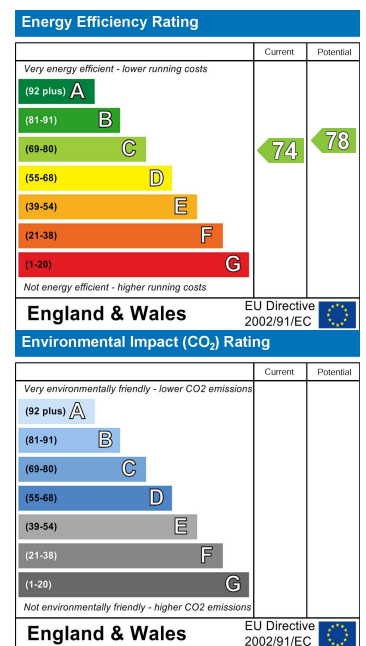 Energy Efficiency Rating
Current Potential
Very energy efficient - lower running costs
(92 plus) A
(81-91) B
(69-80) C
(55-68) D
(39-54) E
(21-38) F
(1-20) G
74 78
Not energy efficient - higher running costs
England & Wales
EU Directive
2002/91/EC
Environmental Impact (CO₂) Rating
Current Potential
Very environmentally friendly - lower CO2 emissions
(92 plus) A
(81-91) B
(69-80) C
(55-68) D
(39-54) E
(21-38) F
(1-20) G
Not environmentally friendly - higher CO2 emissions
England & Wales
EU Directive
2002/91/EC